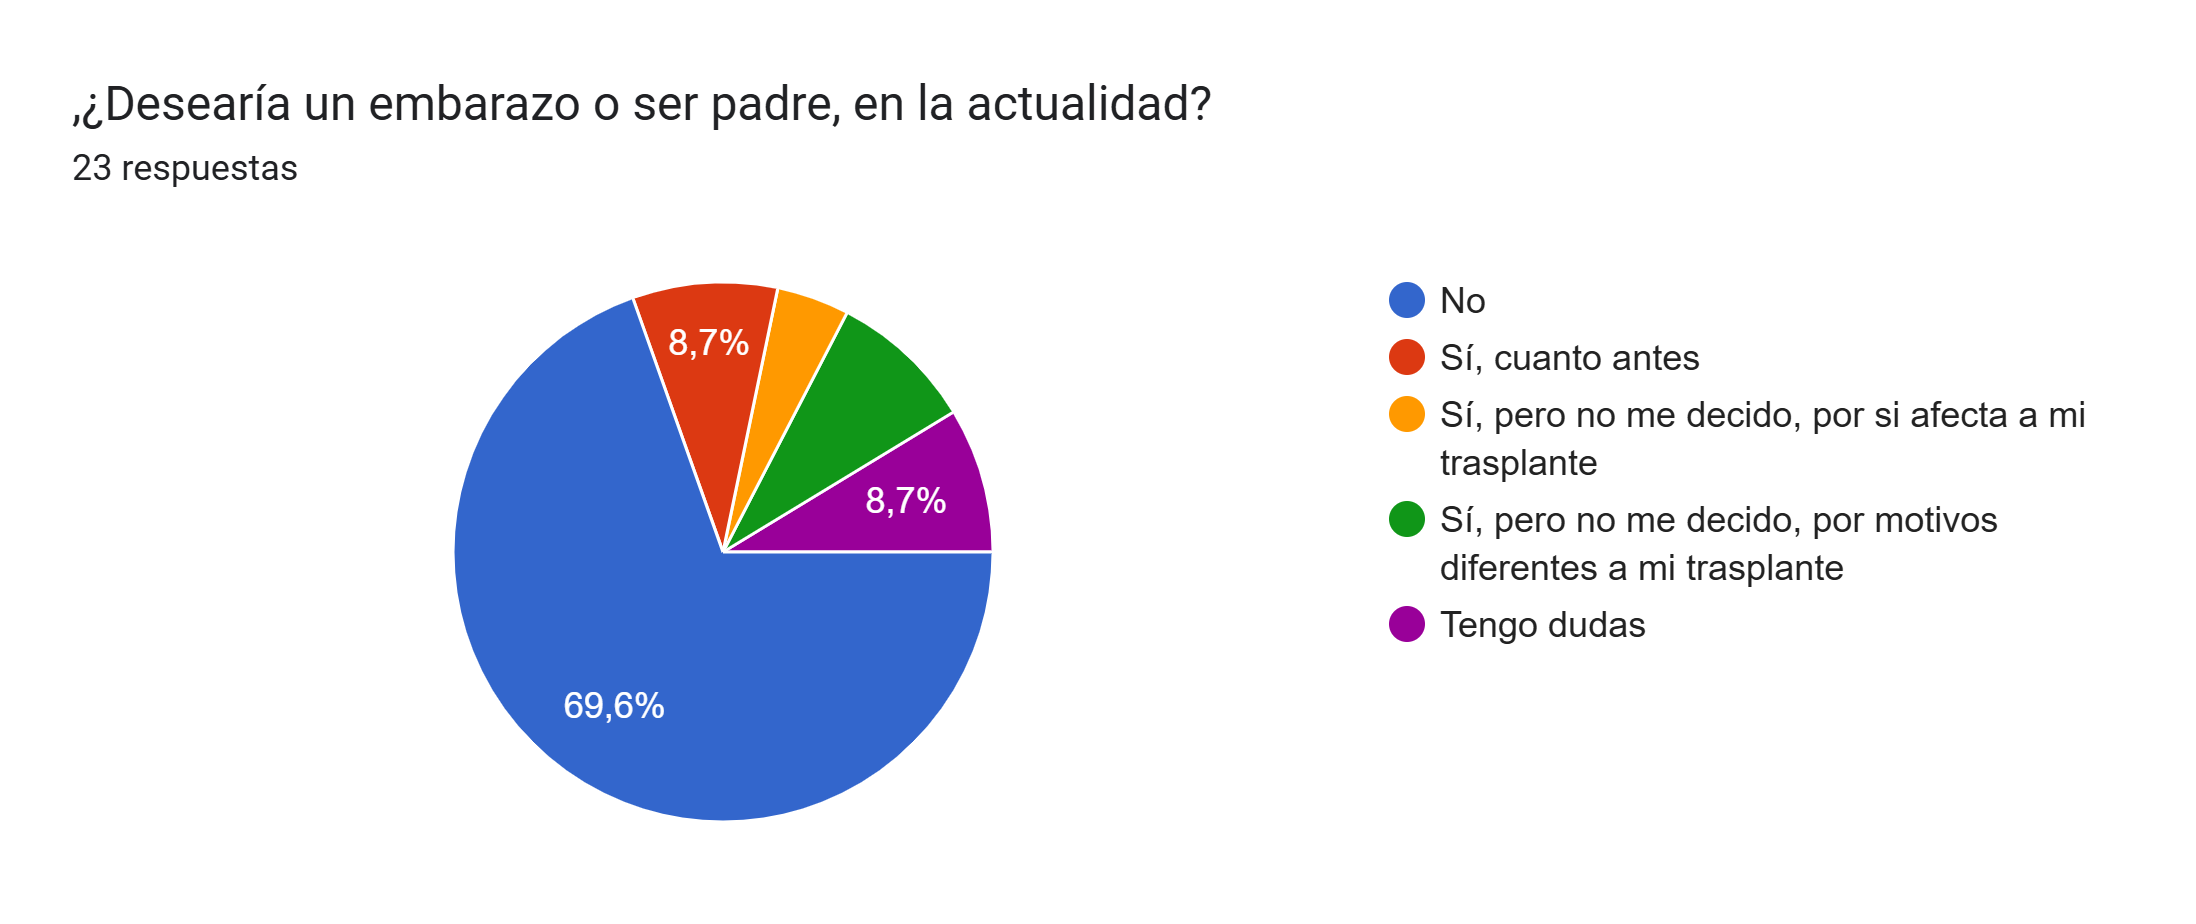 ,¿Desearía un embarazo o ser padre, en la actualidad?
23 respuestas
8,7%
8,7%
69,6%
No
Sí, cuanto antes
Sí, pero no me decido, por si afecta a mi
trasplante
Sí, pero no me decido, por motivos
diferentes a mi trasplante
Tengo dudas